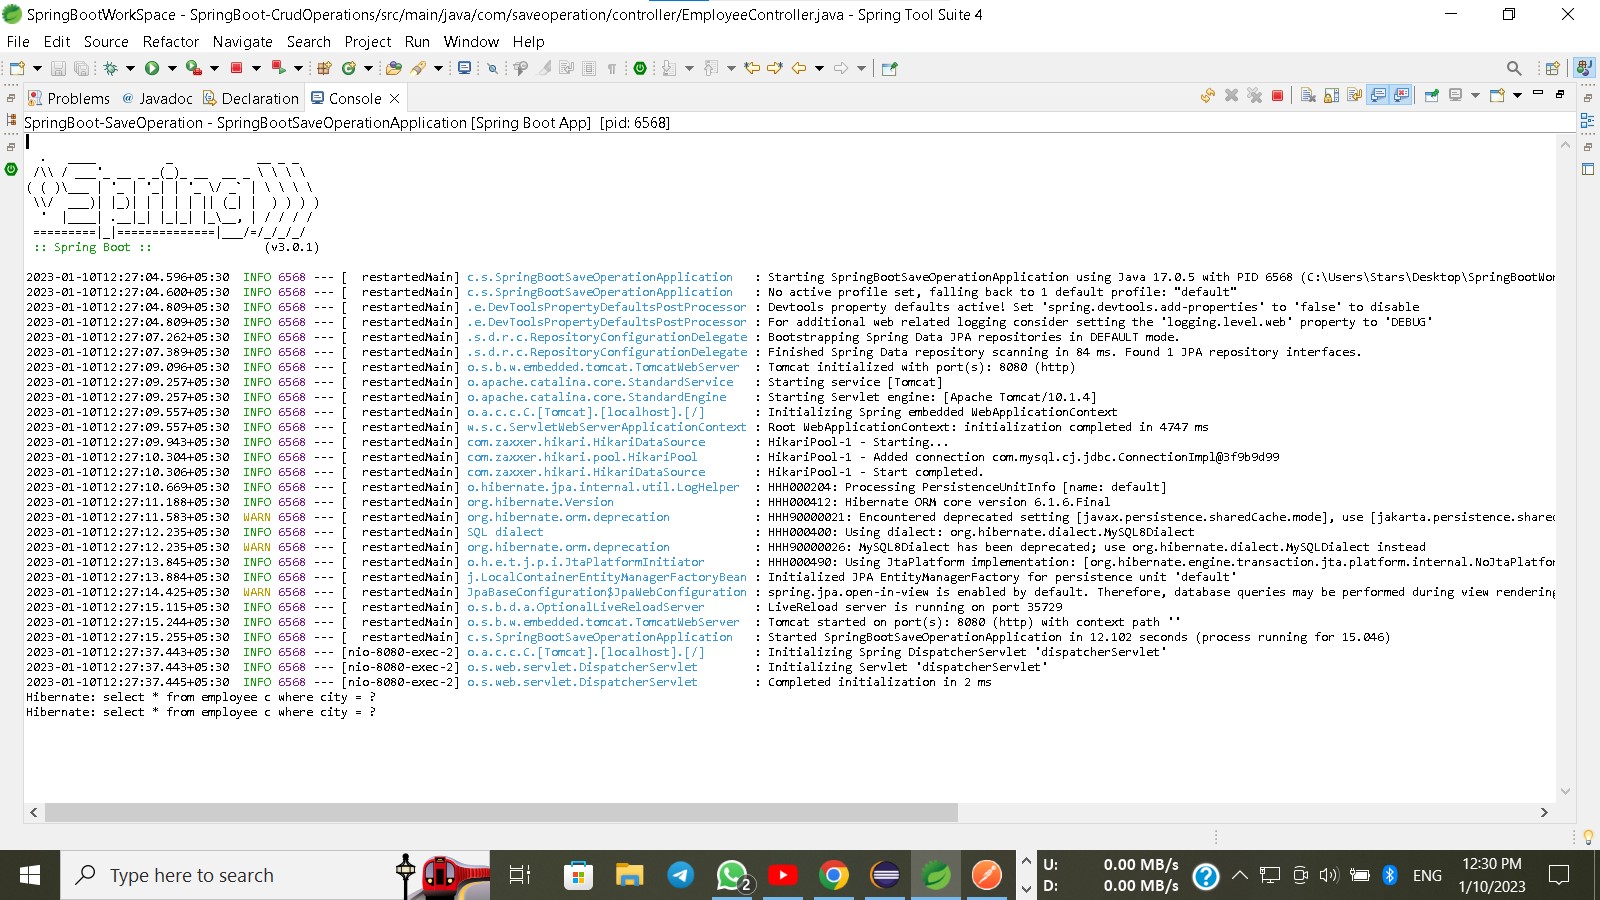 SpringBootWorkSpace - SpringBoot-CrudOperations/src/main/java/com/saveoperation/controller/EmployeeController.java - Spring Tool Suite 4
File Edit Source Refactor Navigate Search Project Run Window Help
Problems @ Javadoc Declaration Console
SpringBoot-SaveOperation - SpringBootSaveOperationApplication [Spring Boot App] [pid: 6568]
Spring
:: Spring Boot :: (v3.0.1)
2023-01-10T12:27:04.596+05:30 INFO 6568 --- [ restartedMain] c.s.SpringBootSaveOperationApplication : Starting SpringBootSaveOperationApplication using Java 17.0.5 with PID 6568 (C:\Users\Stars\Desktop\SpringBootWor
2023-01-10T12:27:04.600+05:30 INFO 6568 --- [ restartedMain] c.s.SpringBootSaveOperationApplication : No active profile set, falling back to 1 default profile: "default"
2023-01-10T12:27:04.809+05:30 INFO 6568 --- [ restartedMain] .e.DevToolsPropertyDefaultsPostProcessor : Devtools property defaults active! Set 'spring.devtools.add-properties' to 'false' to disable
2023-01-10T12:27:04.809+05:30 INFO 6568 --- [ restartedMain] .e.DevToolsPropertyDefaultsPostProcessor : For additional web related logging consider setting the 'logging.level.web' property to 'DEBUG'
2023-01-10T12:27:07.262+05:30 INFO 6568 --- [ restartedMain] .s.d.r.c.RepositoryConfigurationDelegate : Bootstrapping Spring Data JPA repositories in DEFAULT mode.
2023-01-10T12:27:07.389+05:30 INFO 6568 --- [ restartedMain] .s.d.r.c.RepositoryConfigurationDelegate : Finished Spring Data repository scanning in 84 ms. Found 1 JPA repository interfaces.
2023-01-10T12:27:09.096+05:30 INFO 6568 --- [ restartedMain] o.s.b.w.embedded.tomcat.TomcatWebServer : Tomcat initialized with port(s): 8080 (http)
2023-01-10T12:27:09.257+05:30 INFO 6568 --- [ restartedMain] o.apache.catalina.core.StandardService : Starting service [Tomcat]
2023-01-10T12:27:09.257+05:30 INFO 6568 --- [ restartedMain] o.apache.catalina.core.StandardEngine : Starting Servlet engine: [Apache Tomcat/10.1.4]
2023-01-10T12:27:09.557+05:30 INFO 6568 --- [ restartedMain] o.a.c.c.C.[Tomcat].[localhost].[/] : Initializing Spring embedded WebApplicationContext
2023-01-10T12:27:09.557+05:30 INFO 6568 --- [ restartedMain] w.s.c.ServletWebServerApplicationContext : Root WebApplicationContext: initialization completed in 4747 ms
2023-01-10T12:27:09.943+05:30 INFO 6568 --- [ restartedMain] com.zaxxer.hikari.HikariDataSource : HikariPool-1 - Starting...
2023-01-10T12:27:10.304+05:30 INFO 6568 --- [ restartedMain] com.zaxxer.hikari.pool.HikariPool : HikariPool-1 - Added connection com.mysql.cj.jdbc.ConnectionImpl@3f9b9d99
2023-01-10T12:27:10.306+05:30 INFO 6568 --- [ restartedMain] com.zaxxer.hikari.HikariDataSource : HikariPool-1 - Start completed.
2023-01-10T12:27:10.669+05:30 INFO 6568 --- [ restartedMain] o.hibernate.jpa.internal.util.LogHelper : HHH000204: Processing PersistenceUnitInfo [name: default]
2023-01-10T12:27:11.188+05:30 INFO 6568 --- [ restartedMain] org.hibernate.Version : HHH000412: Hibernate ORM core version 6.1.6.Final
2023-01-10T12:27:11.583+05:30 WARN 6568 --- [ restartedMain] org.hibernate.orm.deprecation : HHH90000021: Encountered deprecated setting [javax.persistence.sharedCache.mode], use [jakarta.persistence.share
2023-01-10T12:27:12.235+05:30 INFO 6568 --- [ restartedMain] SQL dialect : HHH000400: Using dialect: org.hibernate.dialect.MySQL8Dialect
2023-01-10T12:27:12.235+05:30 WARN 6568 --- [ restartedMain] org.hibernate.orm.deprecation : HHH90000026: MySQL8Dialect has been deprecated; use org.hibernate.dialect.MySQLDialect instead
2023-01-10T12:27:13.845+05:30 INFO 6568 --- [ restartedMain] o.h.e.t.j.p.i.JtaPlatformInitiator : HHH000490: Using JtaPlatform implementation: [org.hibernate.engine.transaction.jta.platform.internal.NoJtaPlatfor
2023-01-10T12:27:13.884+05:30 INFO 6568 --- [ restartedMain] j.LocalContainerEntityManagerFactoryBean : Initialized JPA EntityManagerFactory for persistence unit 'default'
2023-01-10T12:27:14.425+05:30 WARN 6568 --- [ restartedMain] JpaBaseConfiguration$JpaWebConfiguration : spring.jpa.open-in-view is enabled by default. Therefore, database queries may be performed during view rendering
2023-01-10T12:27:15.115+05:30 INFO 6568 --- [ restartedMain] o.s.b.d.a.OptionalLiveReloadServer : LiveReload server is running on port 35729
2023-01-10T12:27:15.244+05:30 INFO 6568 --- [ restartedMain] o.s.b.w.embedded.tomcat.TomcatWebServer : Tomcat started on port(s): 8080 (http) with context path ''
2023-01-10T12:27:15.255+05:30 INFO 6568 --- [ restartedMain] c.s.SpringBootSaveOperationApplication : Started SpringBootSaveOperationApplication in 12.102 seconds (process running for 15.046)
2023-01-10T12:27:37.443+05:30 INFO 6568 --- [nio-8080-exec-2] o.a.c.c.C.[Tomcat].[localhost].[/] : Initializing Spring DispatcherServlet 'dispatcherServlet'
2023-01-10T12:27:37.443+05:30 INFO 6568 --- [nio-8080-exec-2] o.s.web.servlet.DispatcherServlet : Initializing Servlet 'dispatcherServlet'
2023-01-10T12:27:37.445+05:30 INFO 6568 --- [nio-8080-exec-2] o.s.web.servlet.DispatcherServlet : Completed initialization in 2 ms
Hibernate: select * from employee c where city = ?
Hibernate: select * from employee c where city = ?
Type here to search
2
U: 0.00 MB/s
D: 0.00 MB/s
ENG
12:30 PM
1/10/2023